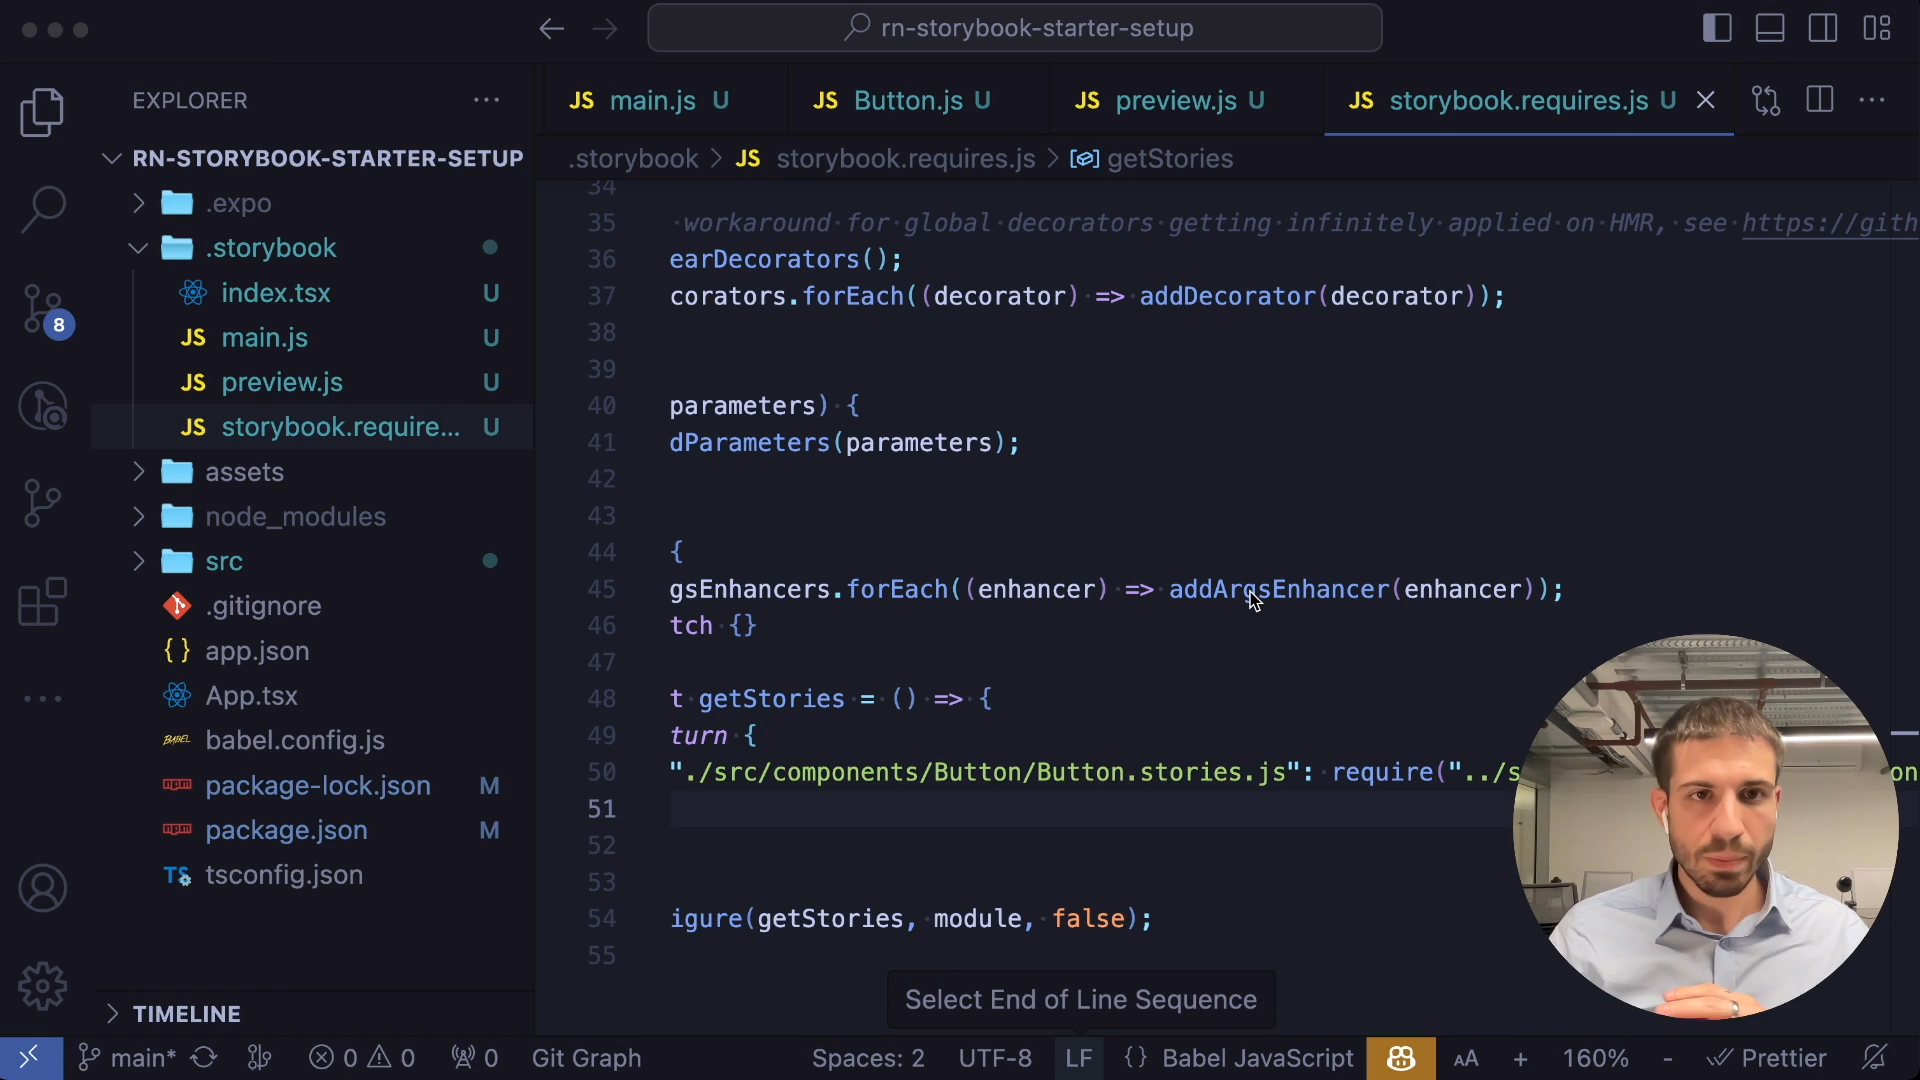 rn-storybook-starter-setup
EXPLORER
RN-STORYBOOK-STARTER-SETUP
.expo
.storybook
index.tsx U
JS main.js U
JS preview.js U
JS storybook.require... U
assets
node_modules
src
.gitignore
{} app.json
App.tsx
BABEL babel.config.js
package-lock.json M
package.json M
TS tsconfig.json
TIMELINE
8
JS main.js U
JS Button.js U
JS preview.js U
JS storybook.requires.js U
.storybook > JS storybook.requires.js > getStories
34
35 workaround for global decorators getting infinitely applied on HMR, see https://gith
36 earDecorators();
37 corators.forEach((decorator) => addDecorator(decorator));
38
39
40 parameters) {
41 dParameters(parameters);
42
43
44 {
45 gsEnhancers.forEach((enhancer) => addArgsEnhancer(enhancer));
46 tch {}
47
48 t getStories = () => {
49 turn {
50 "./src/components/Button/Button.stories.js": require("../s on
51
52
53
54 igure(getStories, module, false);
55
Select End of Line Sequence
main* 0 0 0 Git Graph Spaces: 2 UTF-8 LF {} Babel JavaScript AA + 160% - Prettier